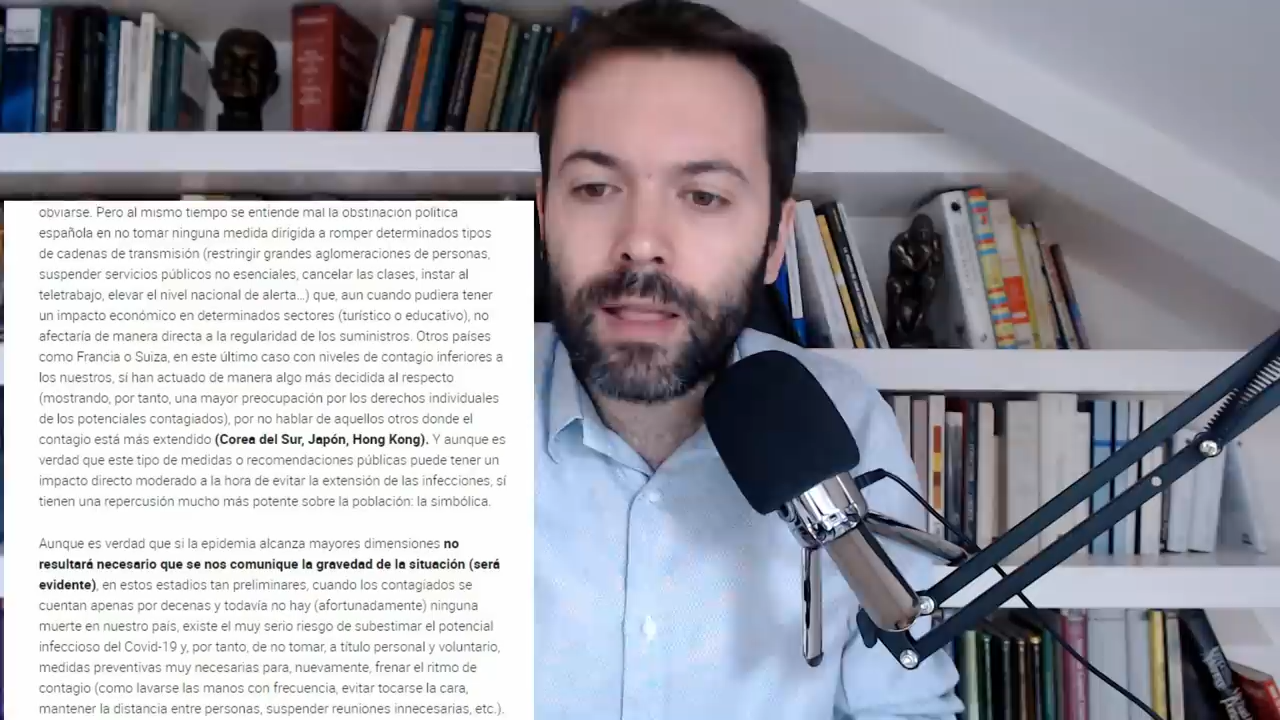 obviarse. Pero al mismo tiempo se entiende mal la obstinación política
española en no tomar ninguna medida dirigida a romper determinados tipos
de cadenas de transmisión (restringir grandes aglomeraciones de personas,
suspender servicios públicos no esenciales, cancelar las clases, instar al
teletrabajo, elevar el nivel nacional de alerta...) que, aun cuando pudiera tener
un impacto económico en determinados sectores (turístico o educativo), no
afectaría de manera directa a la regularidad de los suministros. Otros países
como Francia o Suiza, en este último caso con niveles de contagio inferiores a
los nuestros, sí han actuado de manera algo más decidida al respecto
(mostrando, por tanto, una mayor preocupación por los derechos individuales
de los potenciales contagiados), por no hablar de aquellos otros donde el
contagio está más extendido (Corea del Sur, Japón, Hong Kong). Y aunque es
verdad que este tipo de medidas o recomendaciones públicas puede tener un
impacto directo moderado a la hora de evitar la extensión de las infecciones, sí
tienen una repercusión mucho más potente sobre la población: la simbólica.
Aunque es verdad que si la epidemia alcanza mayores dimensiones no
resultará necesario que se nos comunique la gravedad de la situación (será
evidente), en estos estadios tan preliminares, cuando los contagiados se
cuentan apenas por decenas y todavía no hay (afortunadamente) ninguna
muerte en nuestro país, existe el muy serio riesgo de subestimar el potencial
infeccioso del Covid-19 y, por tanto, de no tomar, a título personal y voluntario,
medidas preventivas muy necesarias para, nuevamente, frenar el ritmo de
contagio (como lavarse las manos con frecuencia, evitar tocarse la cara,
mantener la distancia entre personas, suspender reuniones innecesarias, etc.).